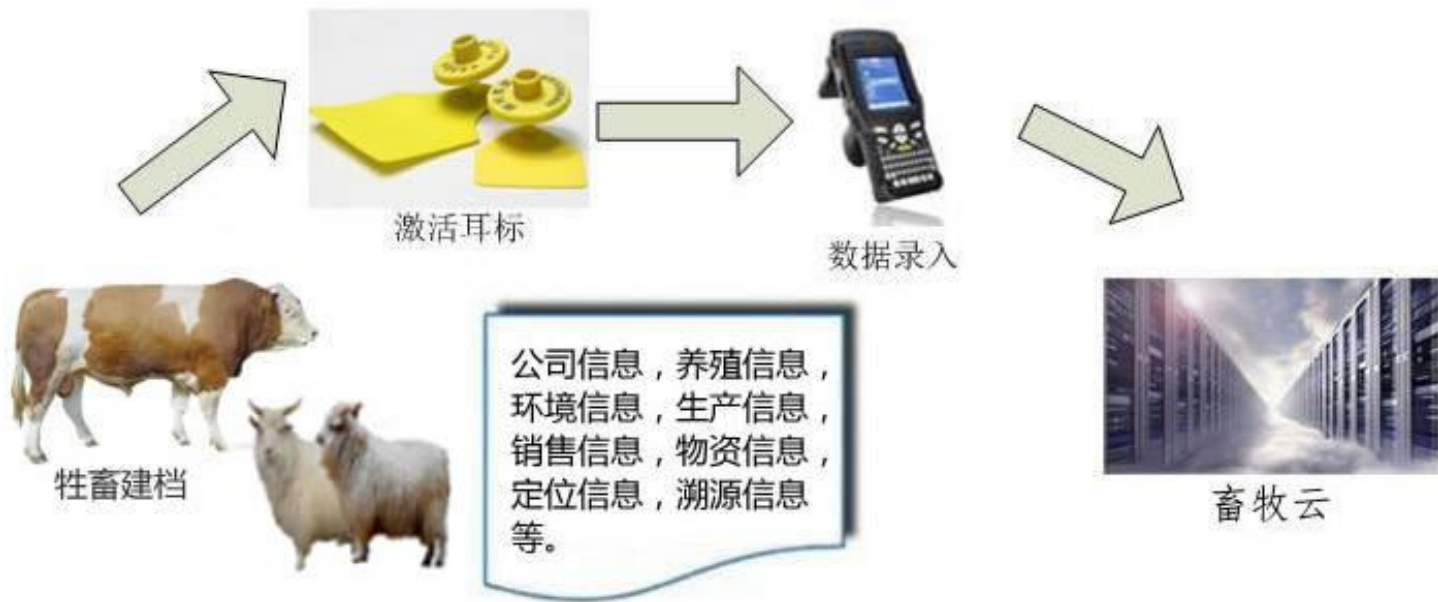 激活耳标
数据录入
牲畜建档
公司信息，养殖信息，
环境信息，生产信息，
销售信息，物资信息，
定位信息，溯源信息
等。
畜牧云